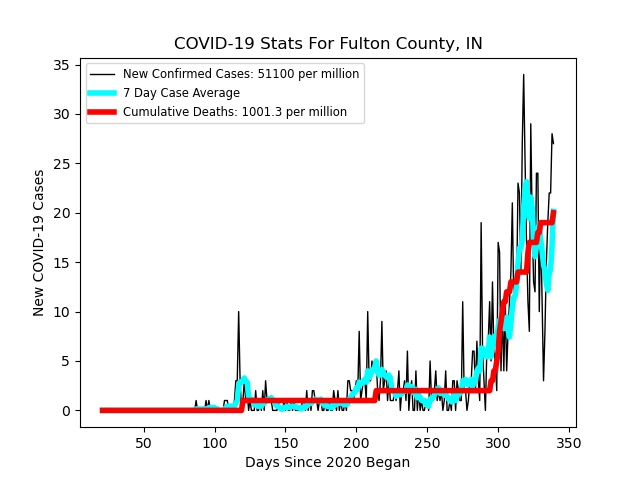 COVID-19 Stats For Fulton County, IN
New Confirmed Cases: 51100 per million
7 Day Case Average
Cumulative Deaths: 1001.3 per million
New COVID-19 Cases
35
30
25
20
15
10
5
0
50 100 150 200 250 300 350
Days Since 2020 Began